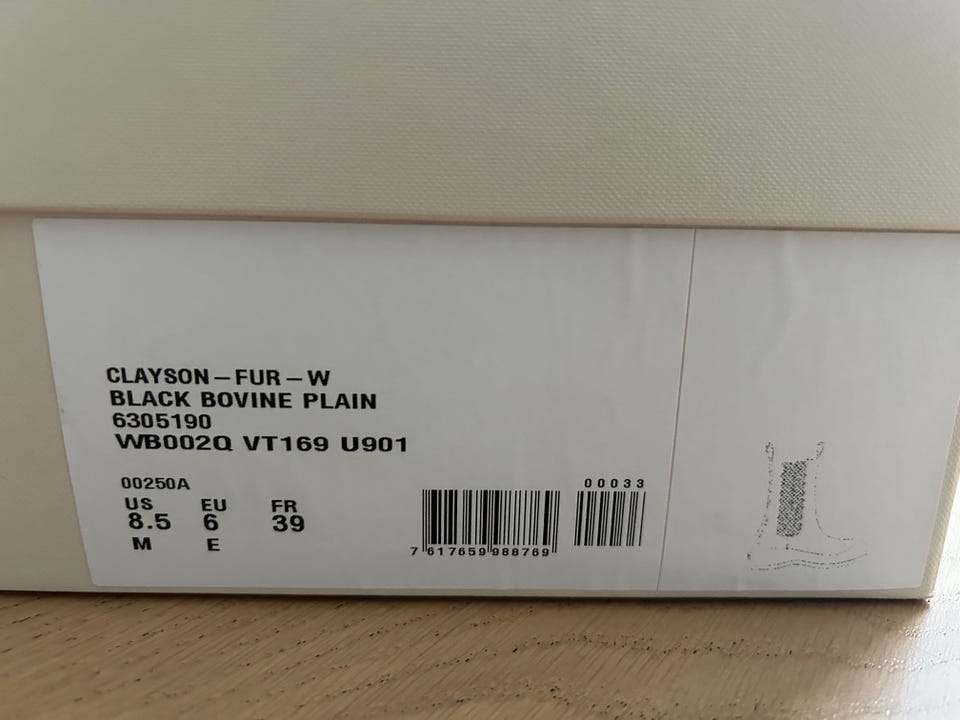 CLAYSON-FUR-W
BLACK BOVINE PLAIN
6305190
WB002Q VT169 U901
00250A
US EU FR
8.5 6 39
M E
00033
7 617659 988769